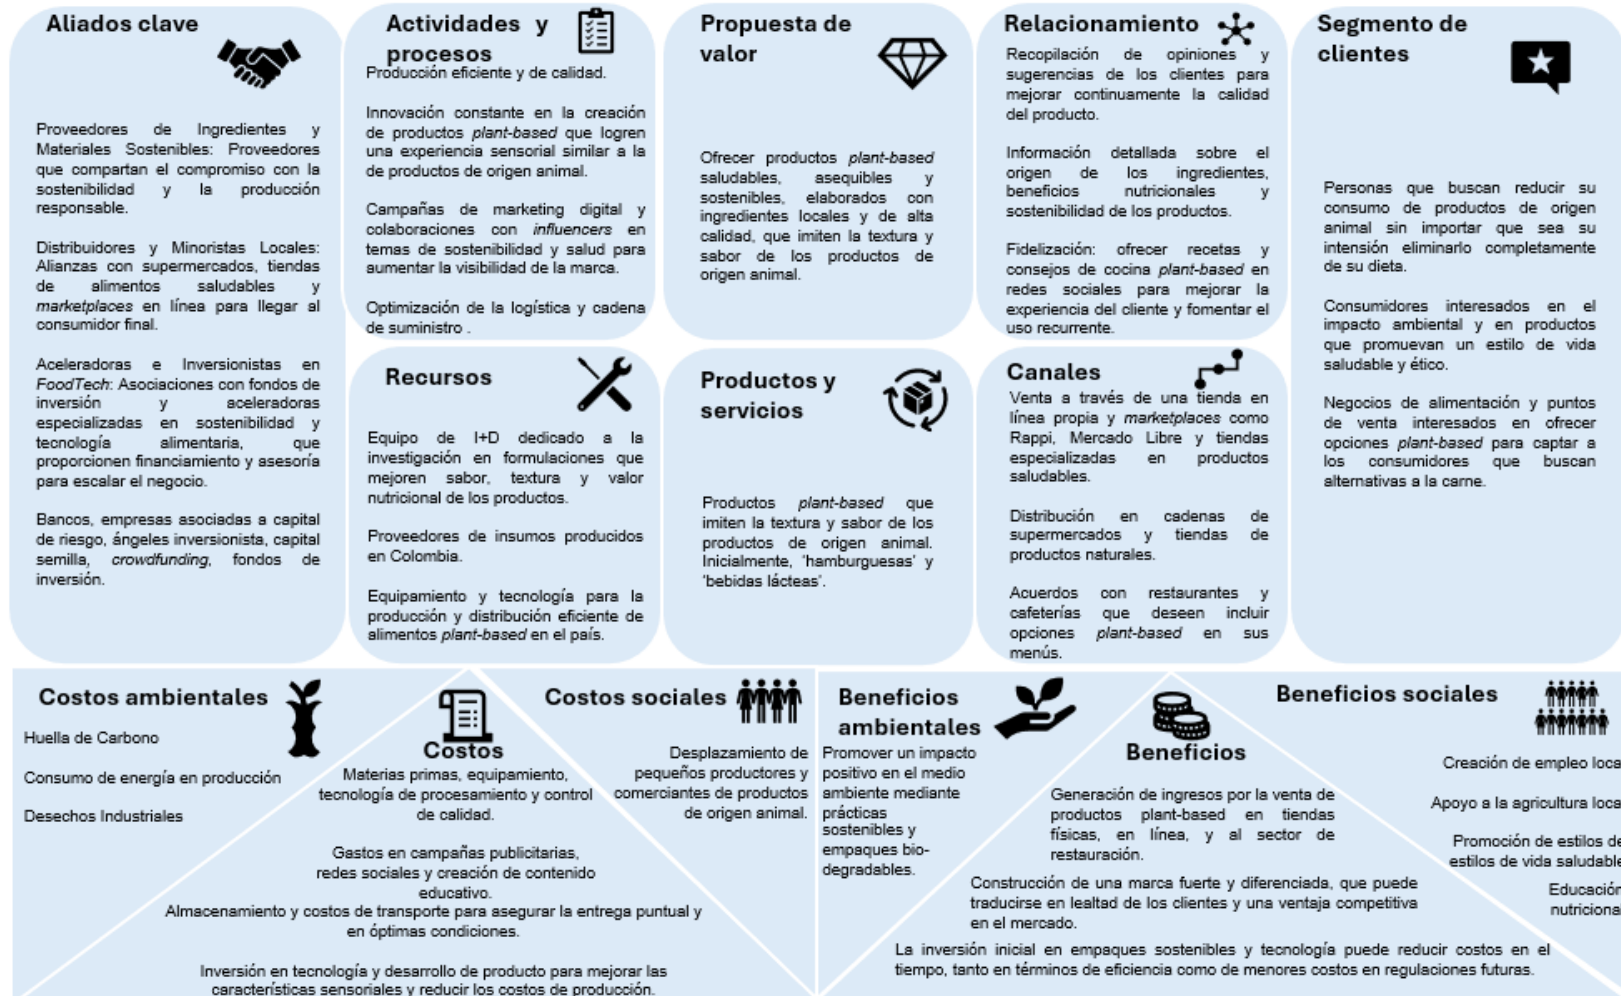 Aliados clave
Proveedores de Ingredientes y
Materiales Sostenibles: Proveedores
que compartan el compromiso con la
sostenibilidad y la producción
responsable.
Distribuidores y Minoristas Locales:
Alianzas con supermercados, tiendas
de alimentos saludables y
marketplaces en línea para llegar al
consumidor final.
Aceleradoras e Inversionistas en
FoodTech: Asociaciones con fondos de
inversión y aceleradoras
especializadas en sostenibilidad y
tecnología alimentaria, que
proporcionen financiamiento y asesoría
para escalar el negocio.
Bancos, empresas asociadas a capital
de riesgo, ángeles inversionista, capital
semilla, crowdfunding, fondos de
inversión.
Actividades y
procesos
Producción eficiente y de calidad.
Innovación constante en la creación
de productos plant-based que logren
una experiencia sensorial similar a la
de productos de origen animal.
Campañas de marketing digital y
colaboraciones con influencers en
temas de sostenibilidad y salud para
aumentar la visibilidad de la marca.
Optimización de la logística y cadena
de suministro .
Recursos
Equipo de I+D dedicado a la
investigación en formulaciones que
mejoren sabor, textura y valor
nutricional de los productos.
Proveedores de insumos producidos
en Colombia.
Equipamiento y tecnología para la
producción y distribución eficiente de
alimentos plant-based en el país.
Propuesta de
valor
Ofrecer productos plant-based
saludables, asequibles y
sostenibles, elaborados con
ingredientes locales y de alta
calidad, que imiten la textura y
sabor de los productos de
origen animal.
Productos y
servicios
Productos plant-based que
imiten la textura y sabor de los
productos de origen animal.
Inicialmente, 'hamburguesas' y
'bebidas lácteas'.
Relacionamiento
Recopilación de opiniones y
sugerencias de los clientes para
mejorar continuamente la calidad
del producto.
Información detallada sobre el
origen de los ingredientes,
beneficios nutricionales y
sostenibilidad de los productos.
Fidelización: ofrecer recetas y
consejos de cocina plant-based en
redes sociales para mejorar la
experiencia del cliente y fomentar el
uso recurrente.
Canales
Venta a través de una tienda en
línea propia y marketplaces como
Rappi, Mercado Libre y tiendas
especializadas en productos
saludables.
Distribución en cadenas de
supermercados y tiendas de
productos naturales.
Acuerdos con restaurantes y
cafeterías que deseen incluir
opciones plant-based en sus
menús.
Segmento de
clientes
Personas que buscan reducir su
consumo de productos de origen
animal sin importar que sea su
intensión eliminarlo completamente
de su dieta.
Consumidores interesados en el
impacto ambiental y en productos
que promuevan un estilo de vida
saludable y ético.
Negocios de alimentación y puntos
de venta interesados en ofrecer
opciones plant-based para captar a
los consumidores que buscan
alternativas a la carne.
Costos ambientales
Huella de Carbono
Consumo de energía en producción
Desechos Industriales
Costos
Materias primas, equipamiento,
tecnología de procesamiento y control
de calidad.
Gastos en campañas publicitarias,
redes sociales y creación de contenido
educativo.
Almacenamiento y costos de transporte para asegurar la entrega puntual y
en óptimas condiciones.
Inversión en tecnología y desarrollo de producto para mejorar las
características sensoriales y reducir los costos de producción.
Costos sociales
Desplazamiento de
pequeños productores y
comerciantes de productos
de origen animal.
Beneficios
ambientales
Promover un impacto
positivo en el medio
ambiente mediante
prácticas
sostenibles y
empaques bio-
degradables.
Beneficios
Generación de ingresos por la venta de
productos plant-based en tiendas
físicas, en línea, y al sector de
restauración.
Construcción de una marca fuerte y diferenciada, que puede
traducirse en lealtad de los clientes y una ventaja competitiva
en el mercado.
La inversión inicial en empaques sostenibles y tecnología puede reducir costos en el
tiempo, tanto en términos de eficiencia como de menores costos en regulaciones futuras.
Beneficios sociales
Creación de empleo loca
Apoyo a la agricultura loca
Promoción de estilos de
estilos de vida saludable
Educación
nutriciona